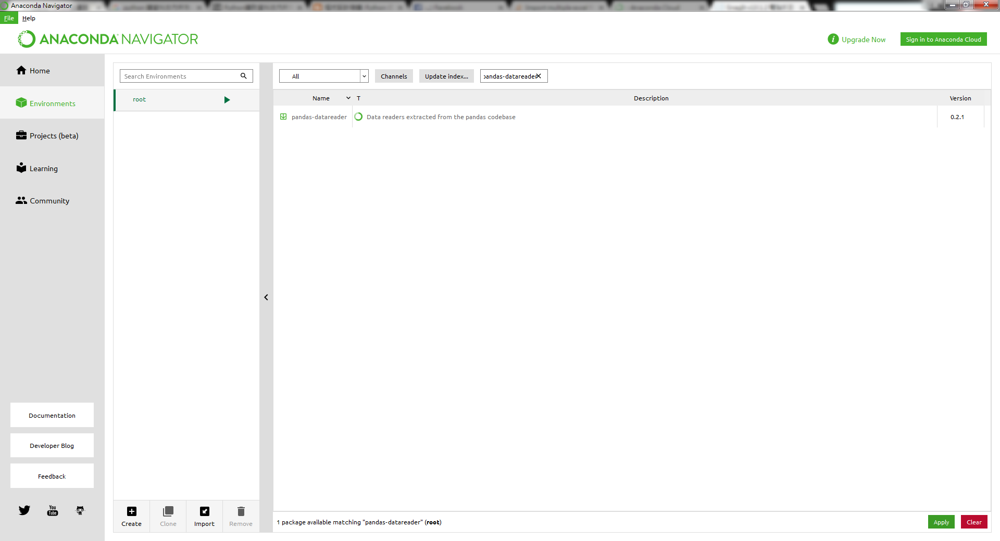 Anaconda Navigator
File Help
ANACONDA NAVIGATOR
Upgrade Now
Sign in to Anaconda Cloud
Home
Environments
Projects (beta)
Learning
Community
Documentation
Developer Blog
Feedback
You
Tube
Search Environments
root
Create Clone Import Remove
All Channels Update index... pandas-datareader
Name T Description Version
pandas-datareader Data readers extracted from the pandas codebase 0.2.1
1 package available matching "pandas-datareader" (root)
Apply Clear